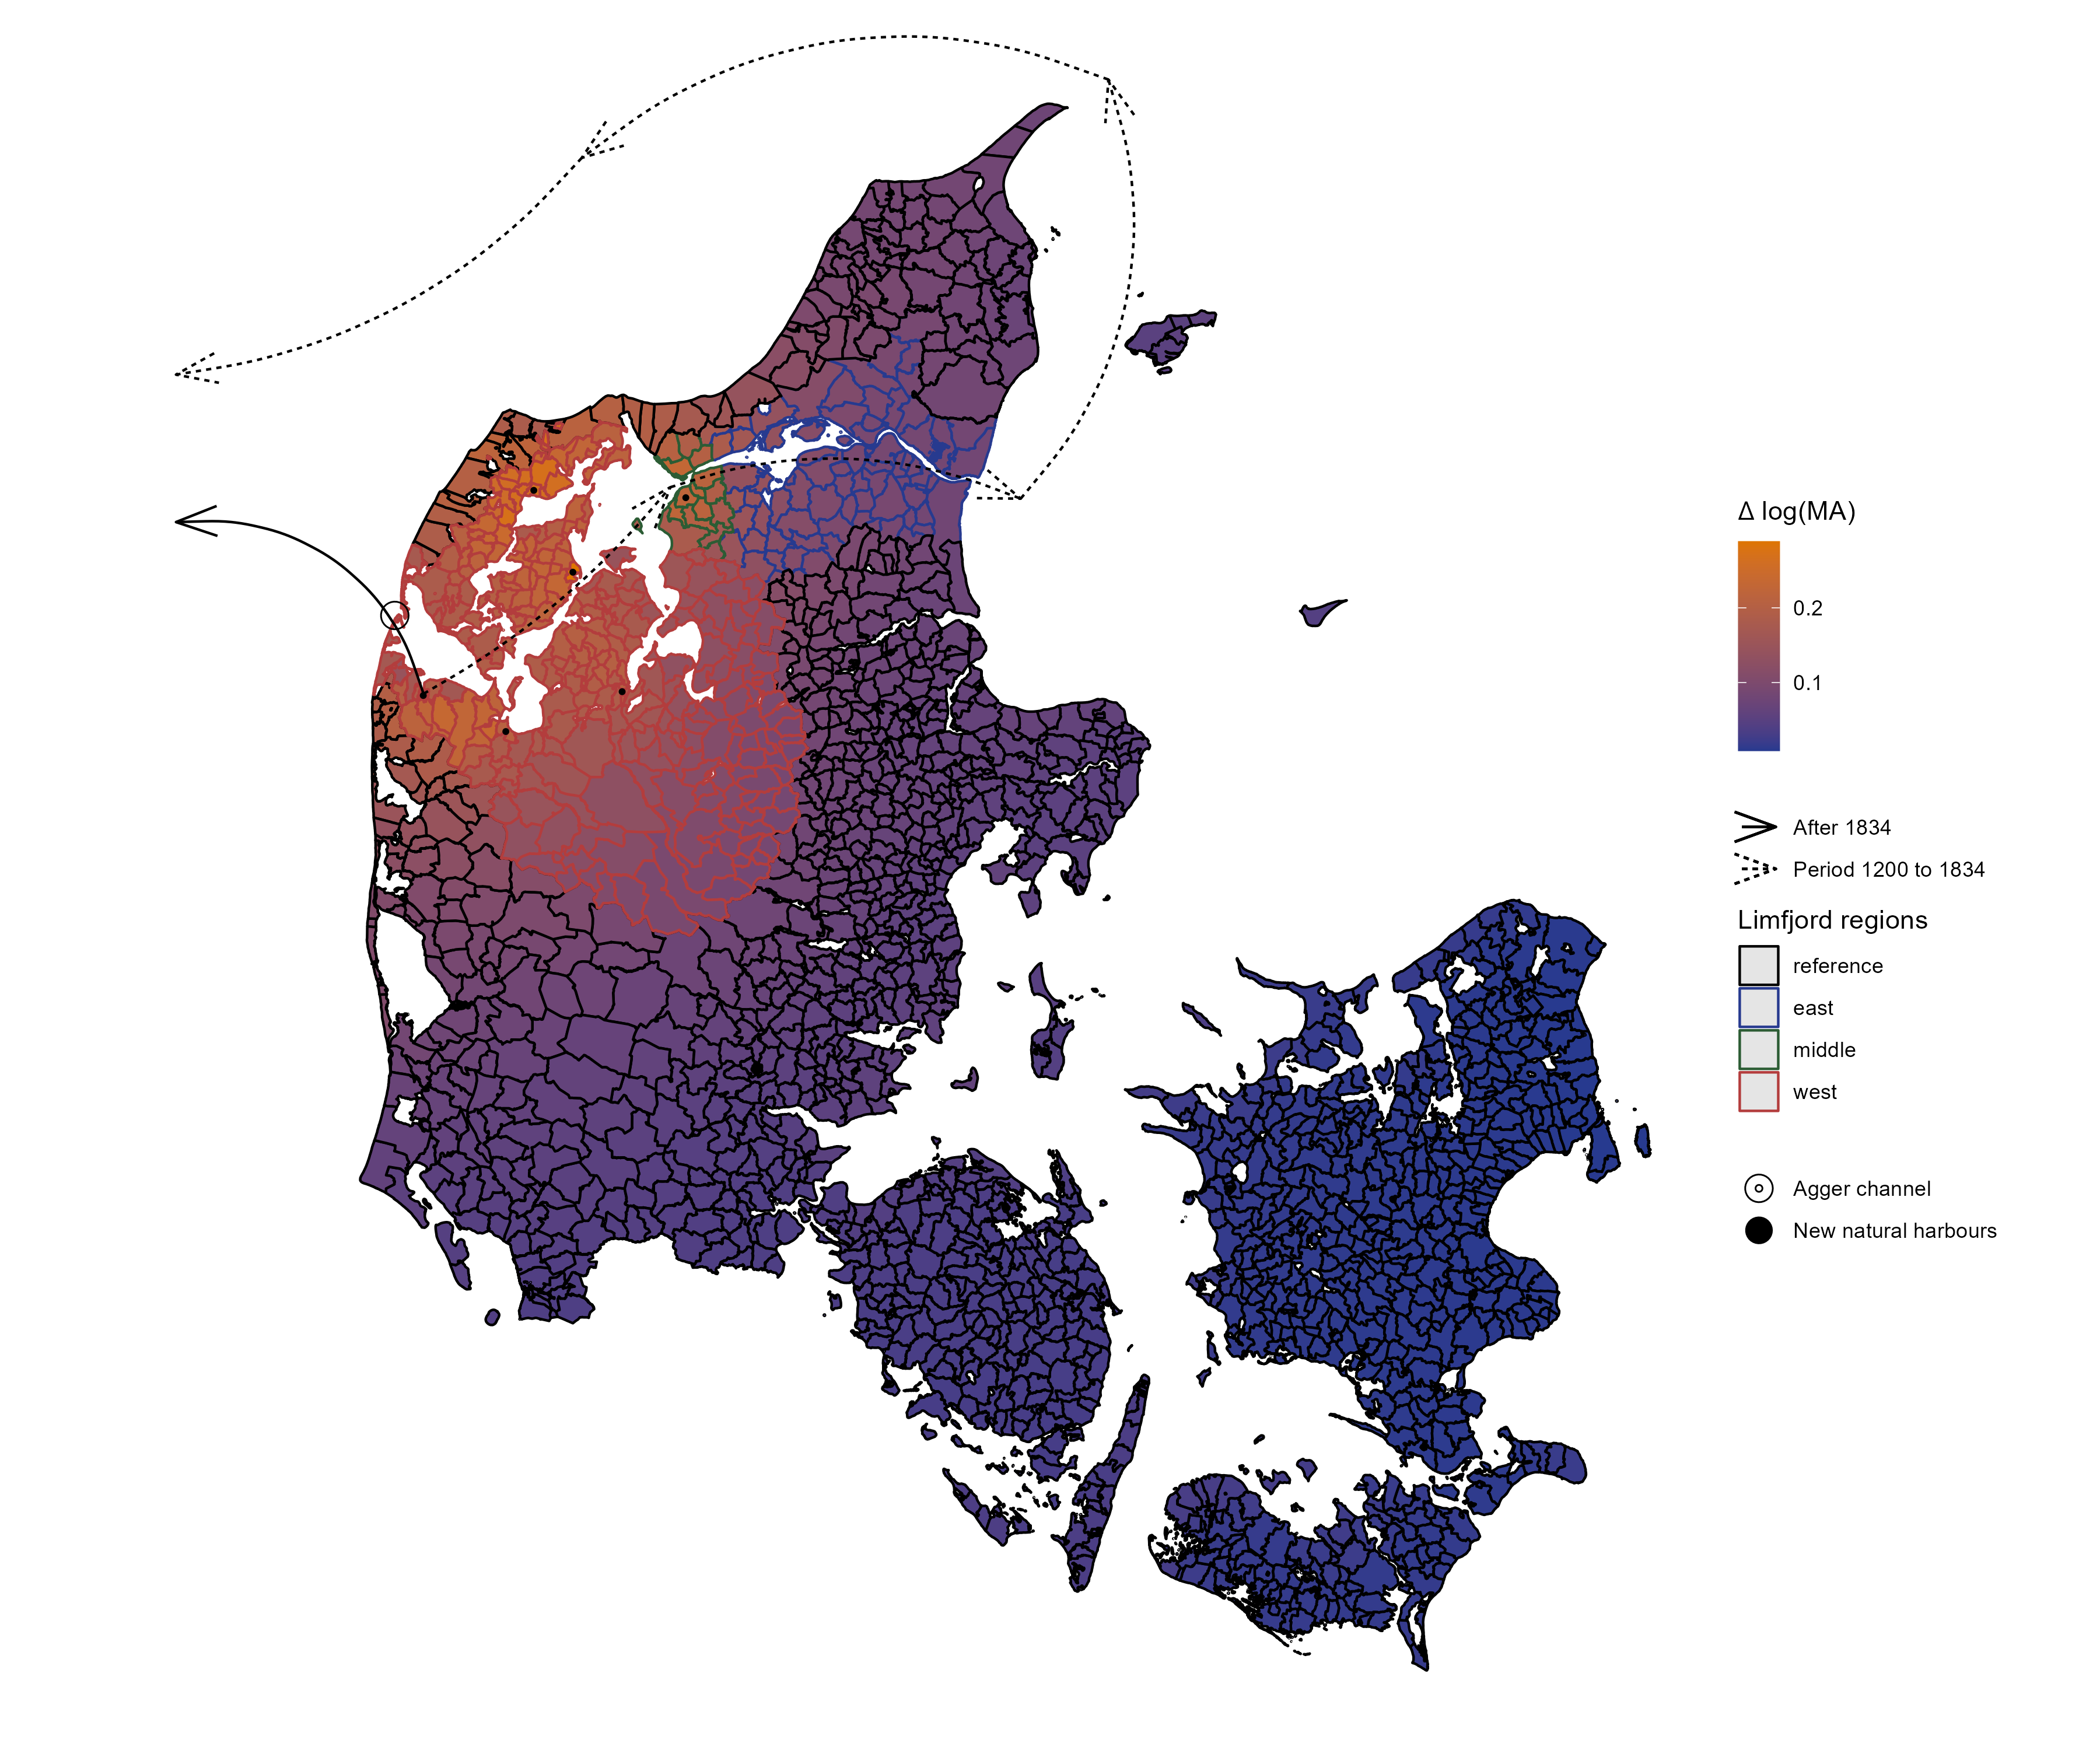 Δ log(MA)
0.2
0.1
After 1834
Period 1200 to 1834
Limfjord regions
reference
east
middle
west
Agger channel
New natural harbours